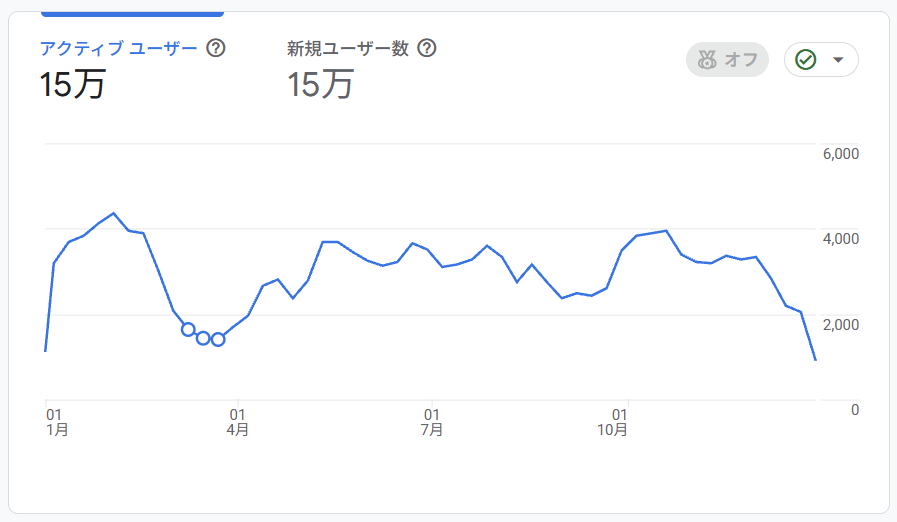 アクティブ ユーザー
15万
新規ユーザー数
15万
オフ
6,000
4,000
2,000
0
01
1月
01
4月
01
7月
01
10月